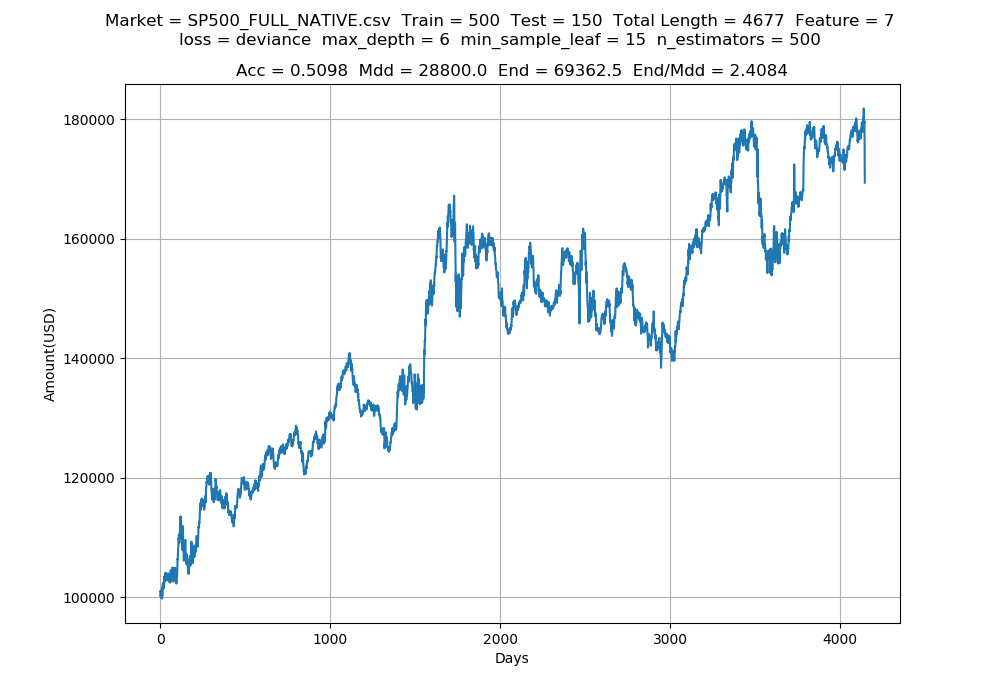 Market = SP500_FULL_NATIVE.csv  Train = 500  Test = 150  Total Length = 4677  Feature = 7
loss = deviance  max_depth = 6  min_sample_leaf = 15  n_estimators = 500
Acc = 0.5098  Mdd = 28800.0  End = 69362.5  End/Mdd = 2.4084
180000
160000
140000
120000
100000
Amount(USD)
0 1000 2000 3000 4000
Days